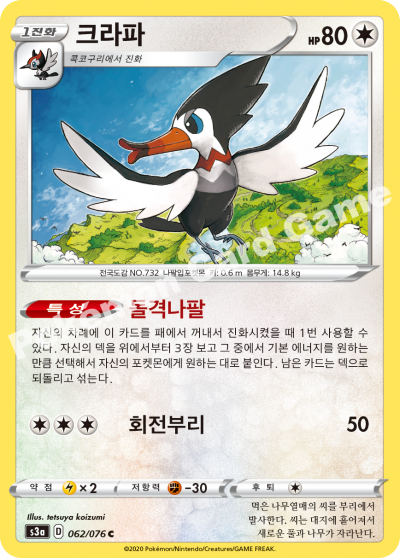 1진화
크라파
HP 80
콕코구리에서 진화
전국도감 NO.732 나팔입포켓몬 키: 0.6 m 몸무게: 14.8 kg
Pokémon Card Game
특성 돌격나팔
자신의 차례에 이 카드를 패에서 꺼내서 진화시켰을 때 1번 사용할 수
있다. 자신의 덱을 위에서부터 3장 보고 그 중에서 기본 에너지를 원하는
만큼 선택해서 자신의 포켓몬에게 원하는 대로 붙인다. 남은 카드는 덱으로
되돌리고 섞는다.
회전부리 50
약점 ×2 저항력 -30 후퇴
Illus. tetsuya koizumi
s3a D 062/076 C
먹은 나무열매의 씨를 부리에서
발사한다. 씨는 대지에 흩어져서
새로운 풀과 나무가 자라난다.
©2020 Pokémon/Nintendo/Creatures/GAME FREAK.